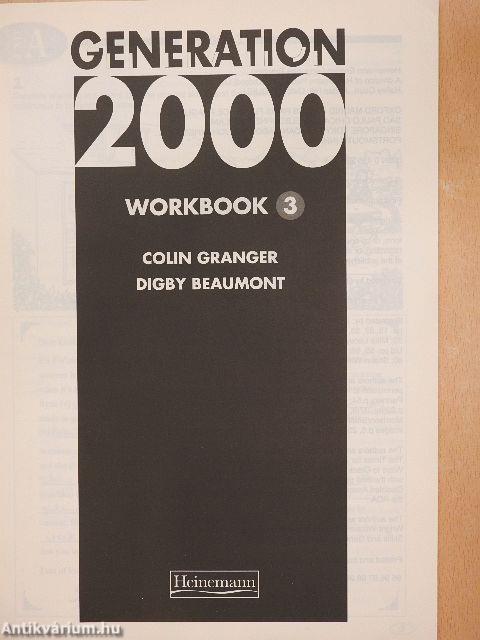 GENERATION
2000
WORKBOOK 3
COLIN GRANGER
DIGBY BEAUMONT
Heinemann
Antikvárium.hu